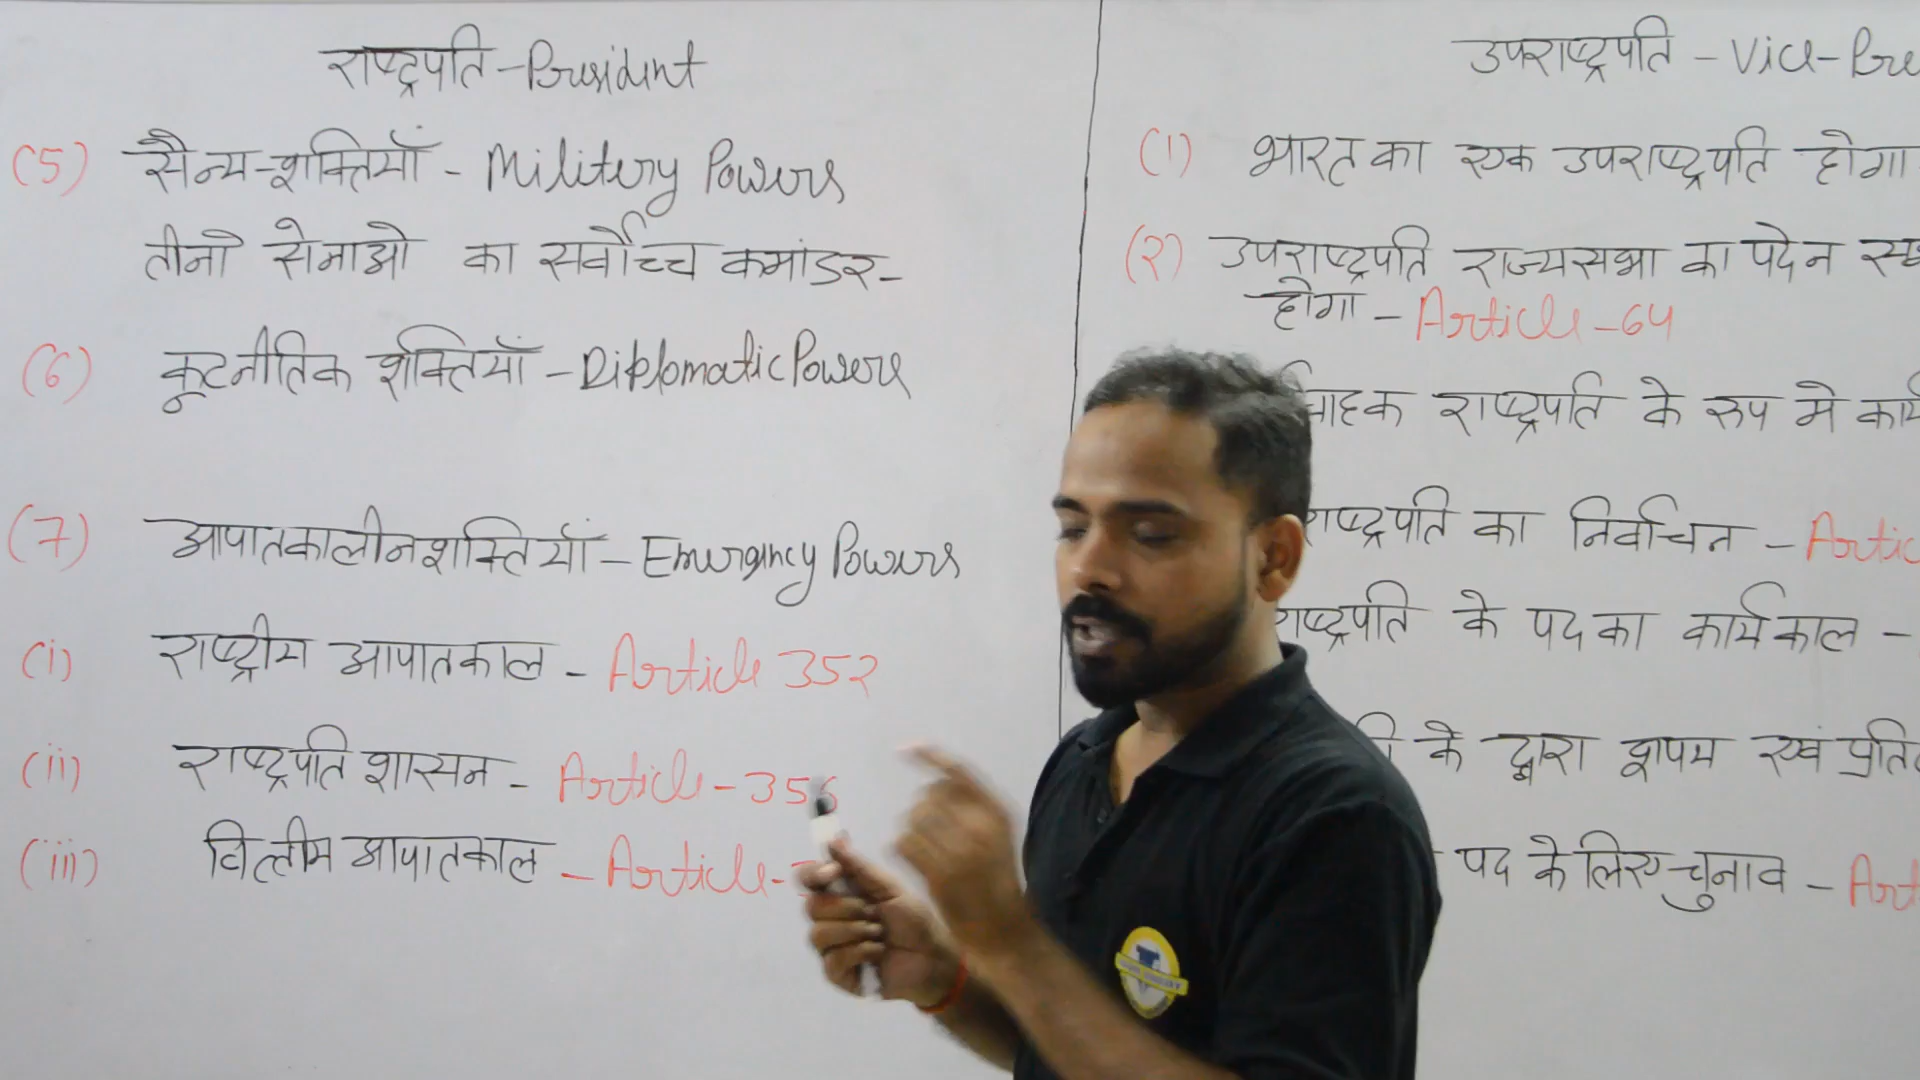 राष्ट्रपति - President
(5) सैन्य-शक्तियाँ - Militery Powers
तीनो सेनाओ का सर्वोच्च कमांडर-
(6) कूटनीतिक शक्तियाँ - Diplomatic Powers
(7) आपातकालीन शक्तियाँ - Emergency Powers
(i) राष्ट्रीय आपातकाल - Article 352
(ii) राष्ट्रपति शासन - Article - 356
(iii) वित्तीय आपातकाल - Article -
उपराष्ट्रपति - Vice-Pre
(1) भारत का एक उपराष्ट्रपति होगा
(2) उपराष्ट्रपति राज्यसभा का पदेन
होगा - Article - 64
राष्ट्रपति के रुप मे
राष्ट्रपति का निर्वाचन - Artic
राष्ट्रपति के पद का कार्यकाल -
के द्वारा शपथ एवं
पद के लिए चुनाव - Art